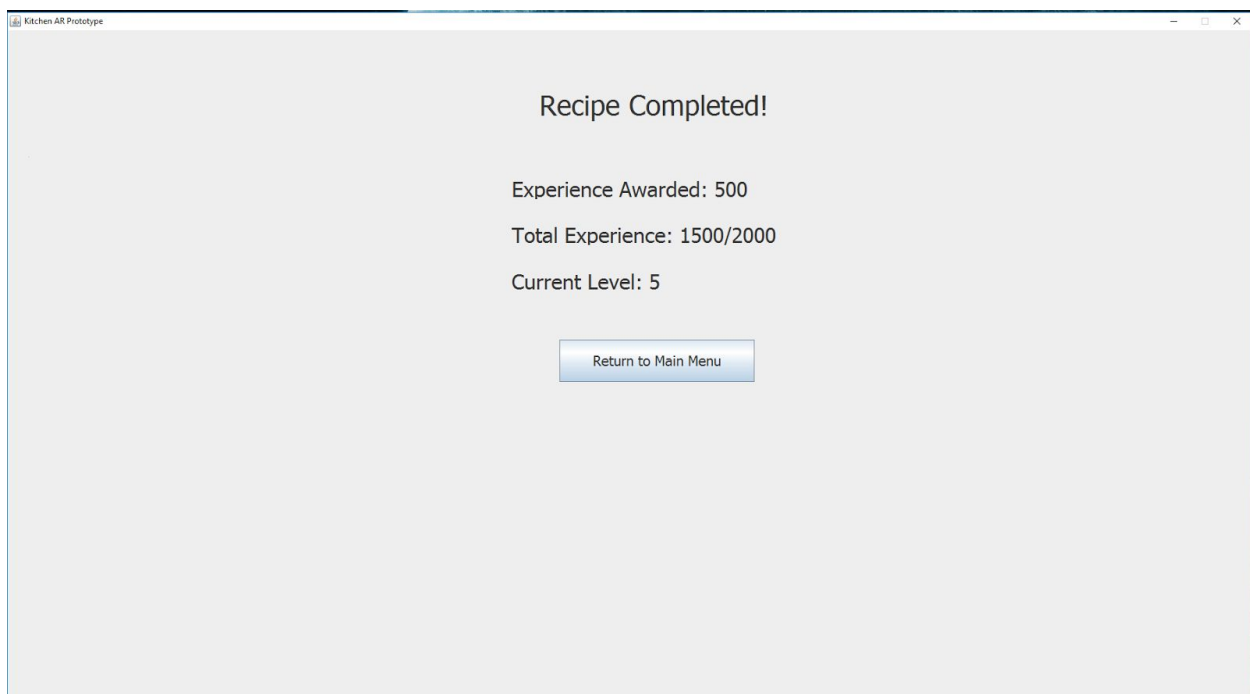 Kitchen AR Prototype
Recipe Completed!
Experience Awarded: 500
Total Experience: 1500/2000
Current Level: 5
Return to Main Menu